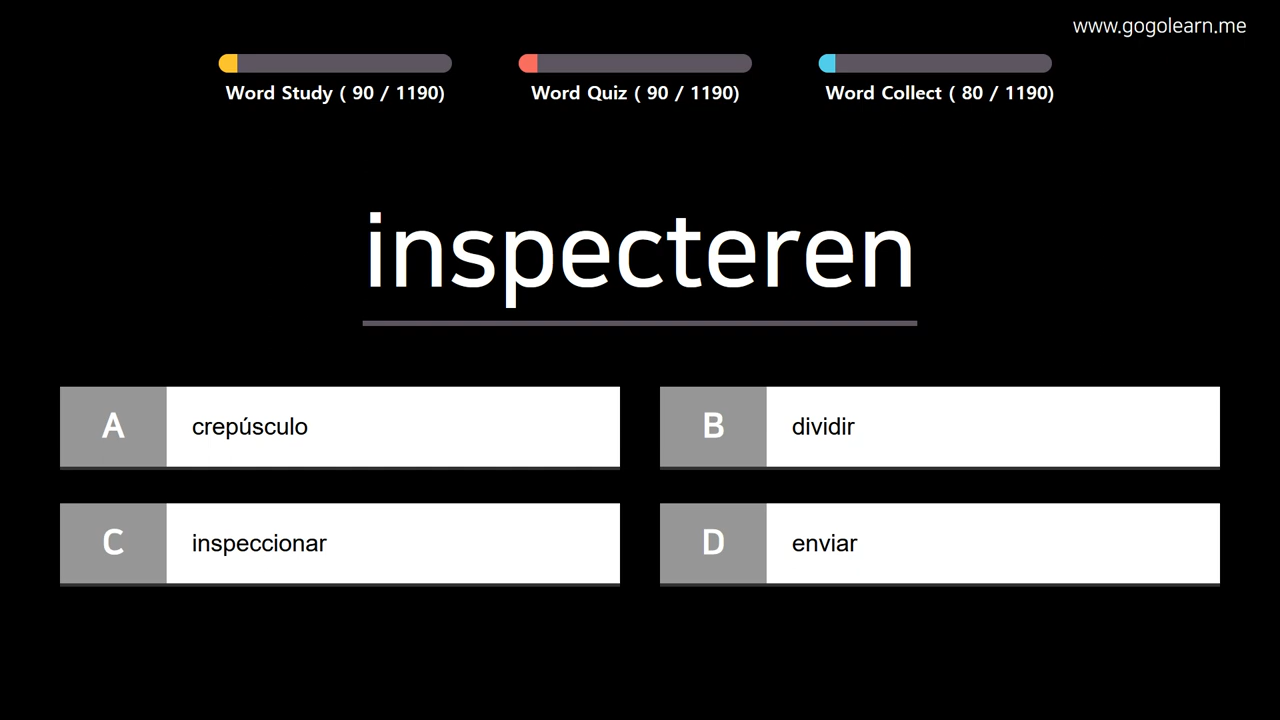 www.gogolearn.me
Word Study ( 90 / 1190)
Word Quiz ( 90 / 1190)
Word Collect ( 80 / 1190)
inspecteren
A crepúsculo
B dividir
C inspeccionar
D enviar